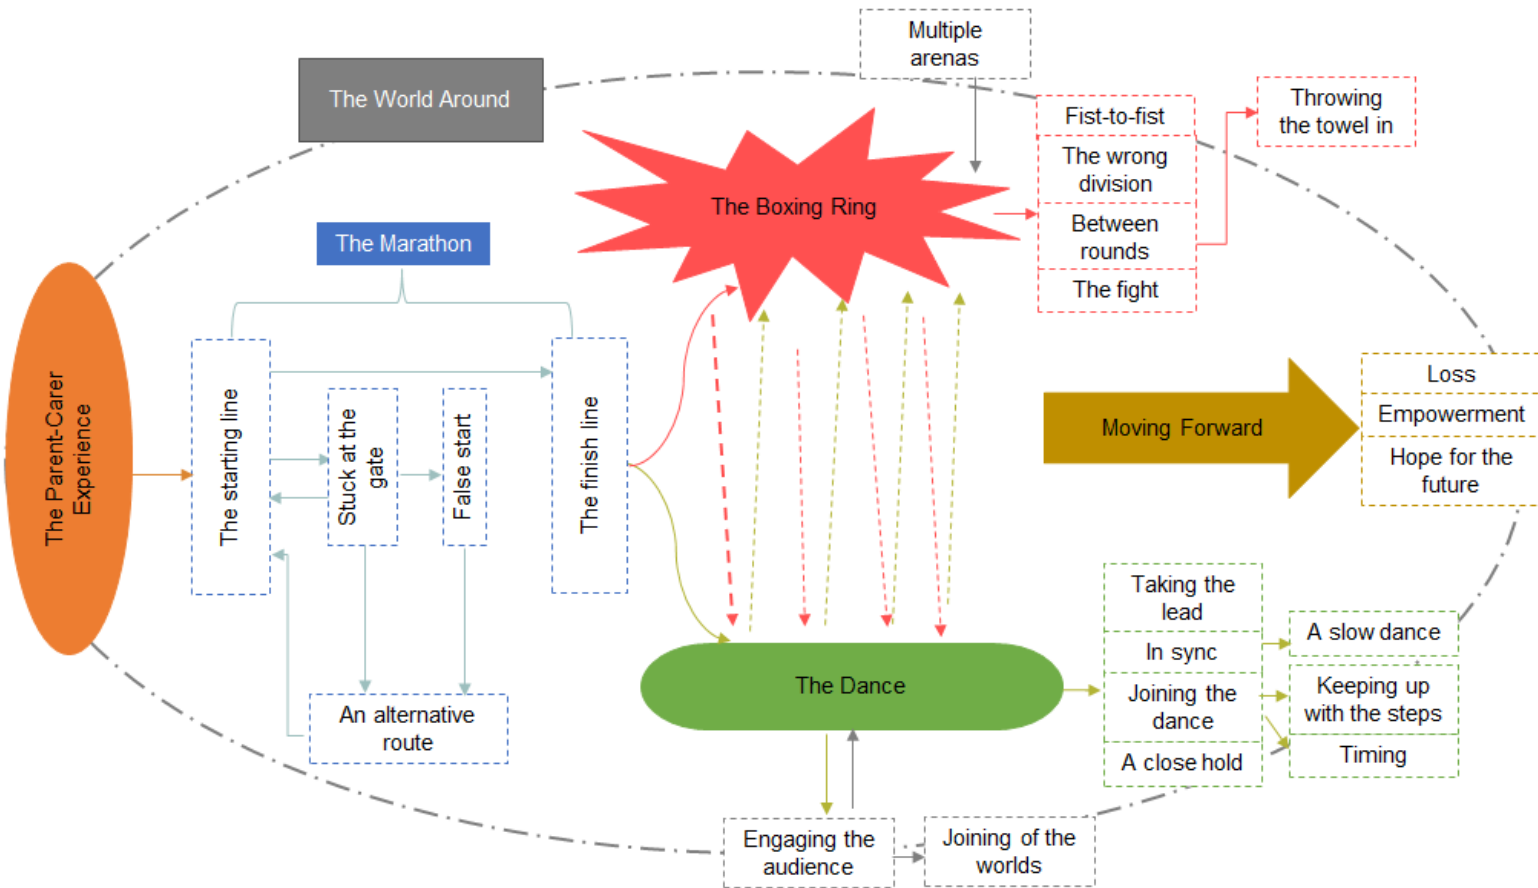 Multiple
arenas
The World Around
Fist-to-fist
Throwing
the towel in
The wrong
division
The Boxing Ring
Between
rounds
The fight
The Marathon
The Parent-Carer
Experience
The starting line
Stuck at the
gate
False start
The finish line
An alternative
route
Moving Forward
Loss
Empowerment
Hope for the
future
The Dance
Taking the
lead
In sync
Joining the
dance
A close hold
A slow dance
Keeping up
with the steps
Timing
Engaging the
audience
Joining of the
worlds